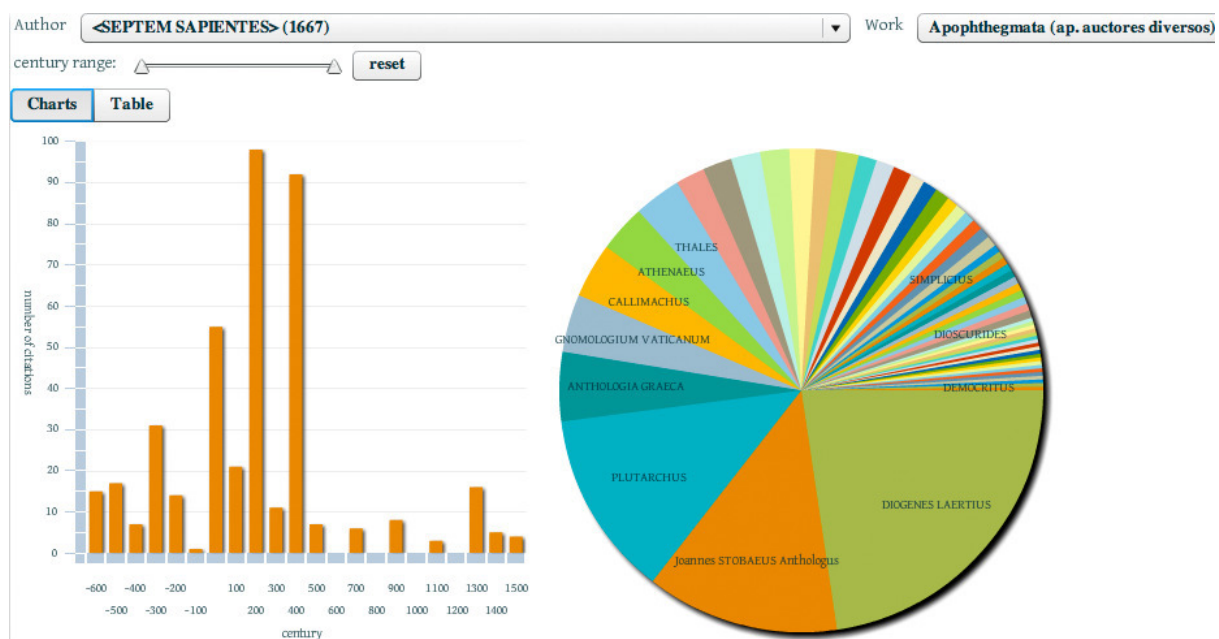 Author <SEPTEM SAPIENTES> (1667) Work Apophthegmata (ap. auctores diversos)
century range: reset
Charts Table
100
90
80
70
60
50
40
30
20
10
0
number of citations
-600 -400 -200 100 300 500 700 900 1100 1300 1500
-500 -300 -100 200 400 600 800 1000 1200 1400
century
THALES
ATHENAEUS
CALLIMACHUS
GNOMOLOGIUM VATICANUM
ANTHOLOGIA GRAECA
PLUTARCHUS
Joannes STOBAEUS Anthologus
DIOGENES LAERTIUS
SIMPLICIUS
DIOSCURIDES
DEMOCRITUS